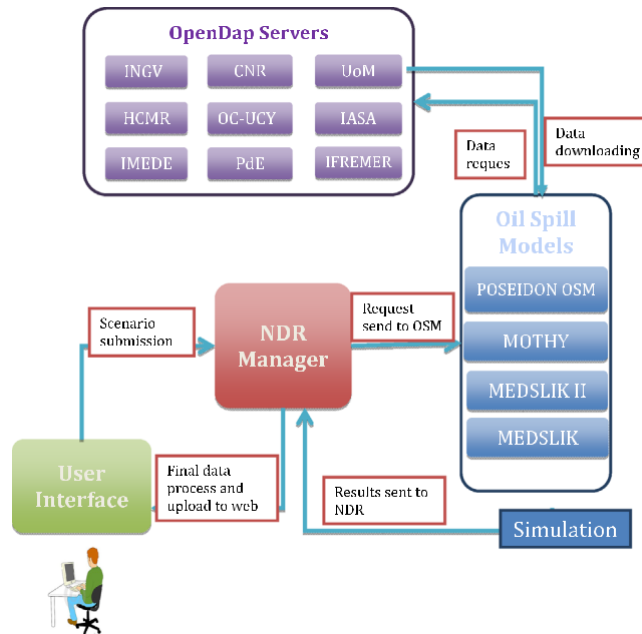 OpenDap Servers
INGV
CNR
UoM
HCMR
OC-UCY
IASA
IMEDE
PdE
IFREMER
Data
reques
Data
downloading
Oil Spill
Models
POSEIDON OSM
MOTHY
MEDSLIK II
MEDSLIK
Scenario
submission
NDR
Manager
Request
send to OSM
User
Interface
Final data
process and
upload to web
Results sent to
NDR
Simulation